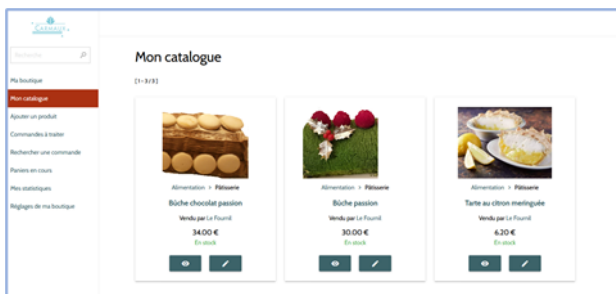 CARMAUX
Recherche
Ma boutique
Mon catalogue
Ajouter un produit
Commandes à traiter
Rechercher une commande
Paniers en cours
Mes statistiques
Réglages de ma boutique
Mon catalogue
[1-3/3]
Alimentation > Pâtisserie
Bûche chocolat passion
Vendu par Le Fournil
34.00 €
En stock
Alimentation > Pâtisserie
Bûche passion
Vendu par Le Fournil
30.00 €
En stock
Alimentation > Pâtisserie
Tarte au citron meringuée
Vendu par Le Fournil
6.20 €
En stock